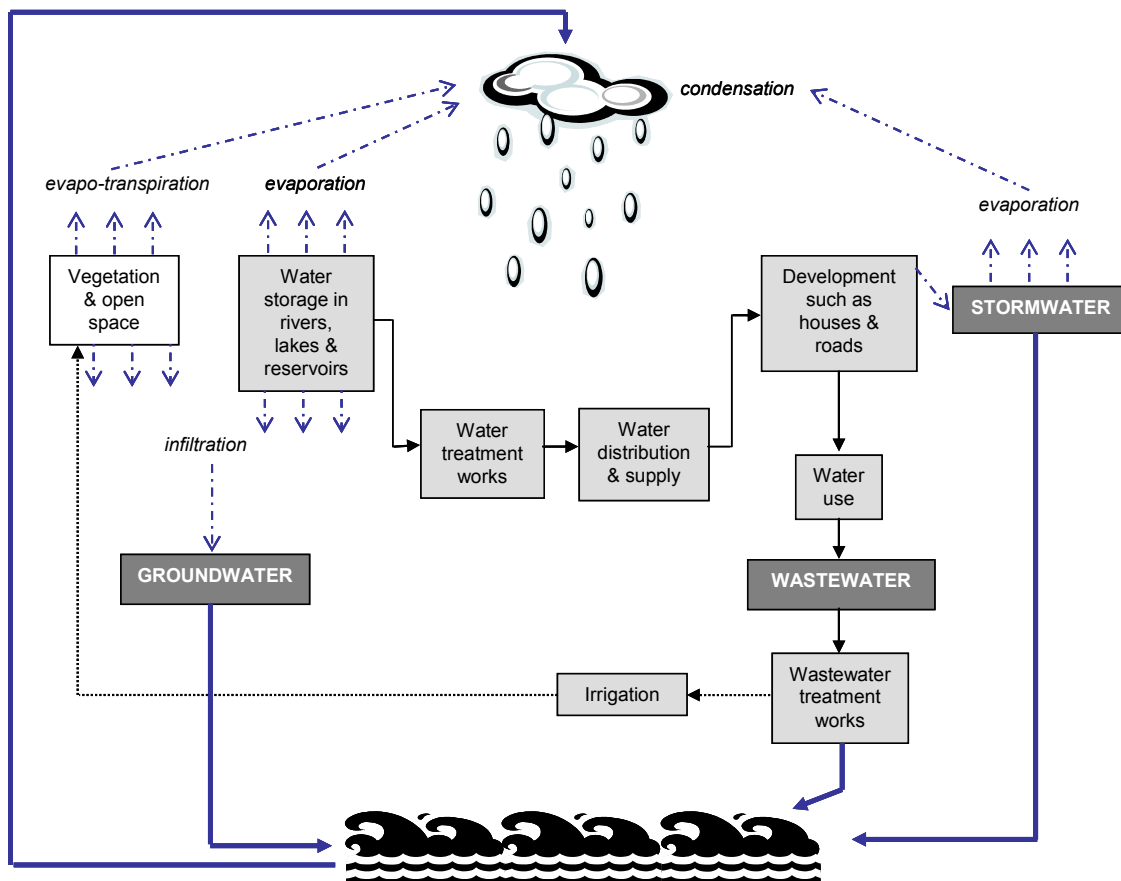 condensation
evapo-transpiration
evaporation
evaporation
Vegetation
& open
space
Water
storage in
rivers,
lakes &
reservoirs
Development
such as
houses &
roads
STORMWATER
infiltration
Water
treatment
works
Water
distribution
& supply
Water
use
GROUNDWATER
WASTEWATER
Irrigation
Wastewater
treatment
works